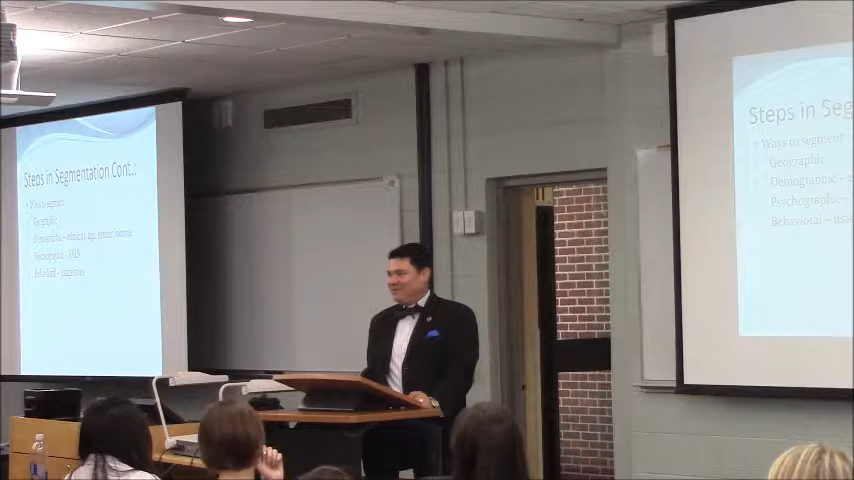 Steps in Segmentation Cont.:
Ways to segment
Geographic
Demographic – ethnicity, age, gender, income
Psychographic – VALS
Behavioral – usage rates
Steps in Seg
Ways to segment
Geographic
Demographic –
Psychographic –
Behavioral –